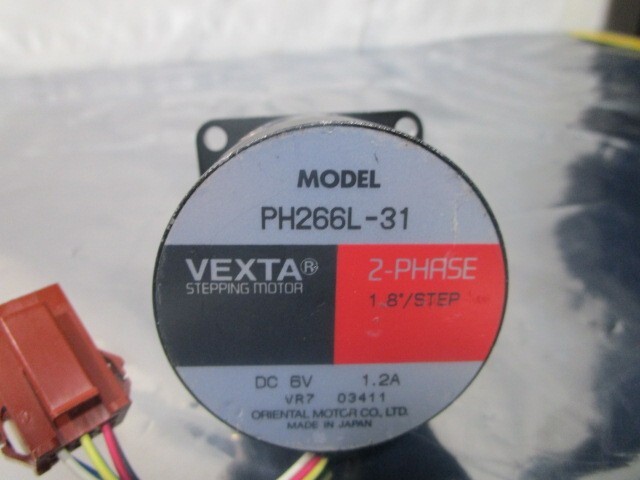 MODEL
PH266L-31
VEXTA®
STEPPING MOTOR
2-PHASE
1.8°/STEP
DC 6V 1.2A
VR7 03411
ORIENTAL MOTOR CO., LTD.
MADE IN JAPAN